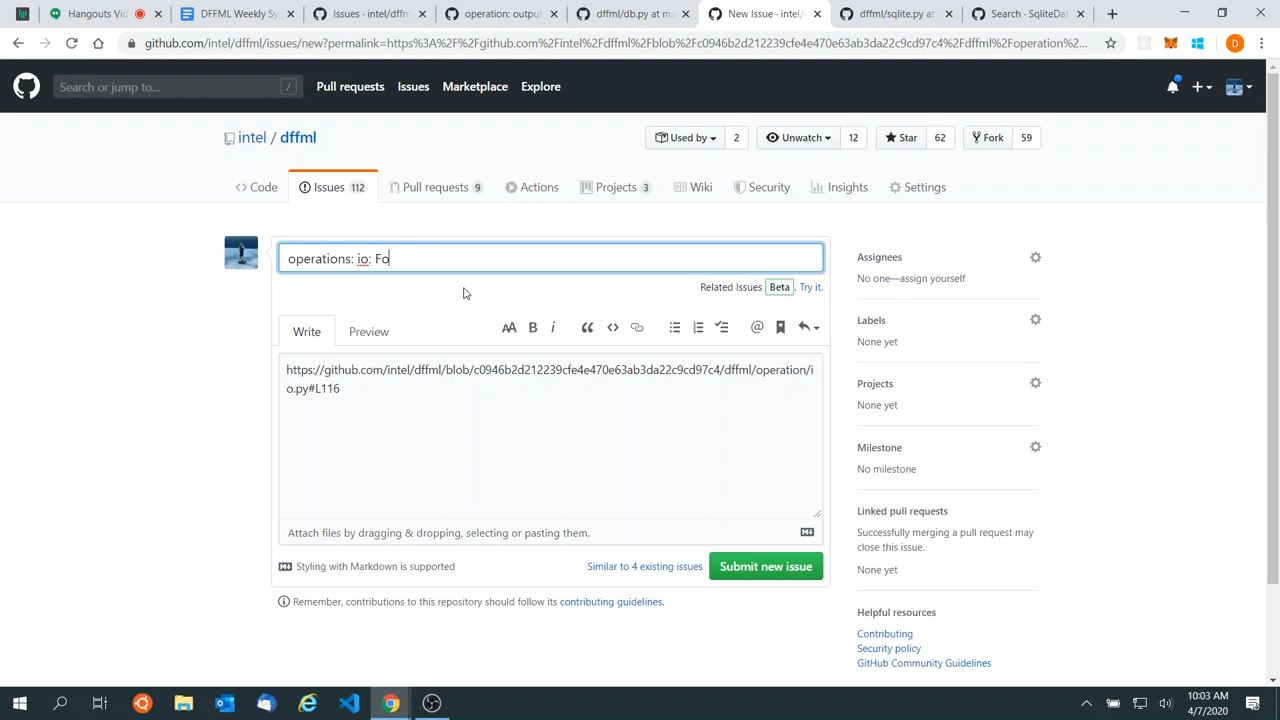 Hangouts Vid
DFFML Weekly Sy
Issues · intel/dffm
operation: output
dffml/db.py at ma
New Issue · intel/
dffml/sqlite.py at
Search · SqliteDat
github.com/intel/dffml/issues/new?permalink=https%3A%2F%2Fgithub.com%2Fintel%2Fdffml%2Fblob%2Fc0946b2d212239cfe4e470e63ab3da22c9cd97c4%2Fdffml%2Foperation%2...
D
Search or jump to...
/
Pull requests
Issues
Marketplace
Explore
intel / dffml
Used by 2
Unwatch 12
Star 62
Fork 59
Code
Issues 112
Pull requests 9
Actions
Projects 3
Wiki
Security
Insights
Settings
operations: io: Fo
Related Issues Beta . Try it.
Write
Preview
AA B i
https://github.com/intel/dffml/blob/c0946b2d212239cfe4e470e63ab3da22c9cd97c4/dffml/operation/i
o.py#L116
Attach files by dragging & dropping, selecting or pasting them.
Styling with Markdown is supported
Similar to 4 existing issues
Submit new issue
Remember, contributions to this repository should follow its contributing guidelines.
Assignees
No one—assign yourself
Labels
None yet
Projects
None yet
Milestone
No milestone
Linked pull requests
Successfully merging a pull request may
close this issue.
None yet
Helpful resources
Contributing
Security policy
GitHub Community Guidelines
10:03 AM
4/7/2020